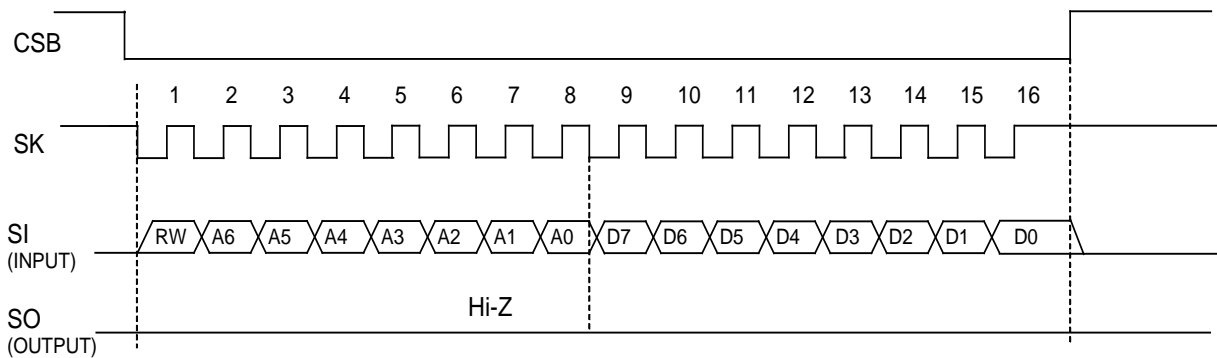 CSB
1 2 3 4 5 6 7 8 9 10 11 12 13 14 15 16
SK
SI
(INPUT)
RW A6 A5 A4 A3 A2 A1 A0 D7 D6 D5 D4 D3 D2 D1 D0
Hi-Z
SO
(OUTPUT)